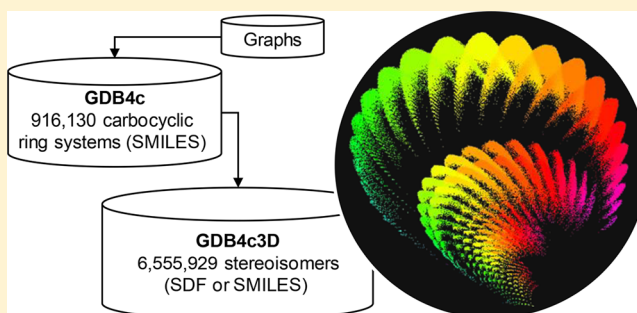 Graphs
GDB4c
916,130 carbocyclic
ring systems (SMILES)
GDB4c3D
6,555,929 stereoisomers
(SDF or SMILES)